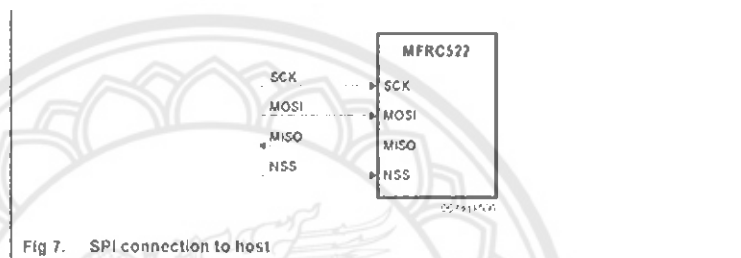 MFRC522
SCK
SCK
MOSI
MOSI
MISO
MISO
NSS
NSS
Fig 7. SPI connection to host